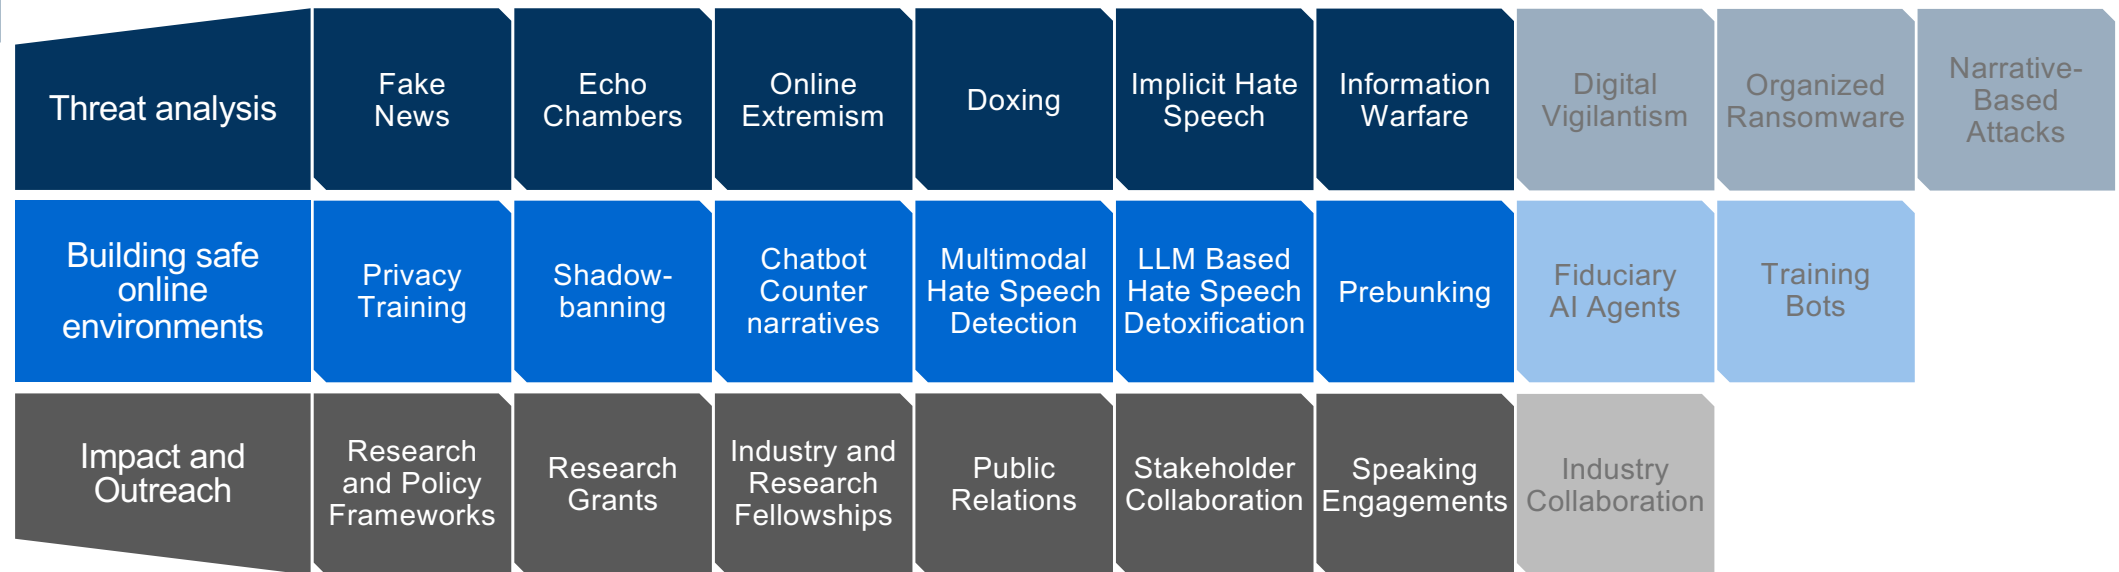 Threat analysis
Fake
News
Echo
Chambers
Online
Extremism
Doxing
Implicit Hate
Speech
Information
Warfare
Digital
Vigilantism
Organized
Ransomware
Narrative-
Based
Attacks
Building safe
online
environments
Privacy
Training
Shadow-
banning
Chatbot
Counter
narratives
Multimodal
Hate Speech
Detection
LLM Based
Hate Speech
Detoxification
Prebunking
Fiduciary
AI Agents
Training
Bots
Impact and
Outreach
Research
and Policy
Frameworks
Research
Grants
Industry and
Research
Fellowships
Public
Relations
Stakeholder
Collaboration
Speaking
Engagements
Industry
Collaboration